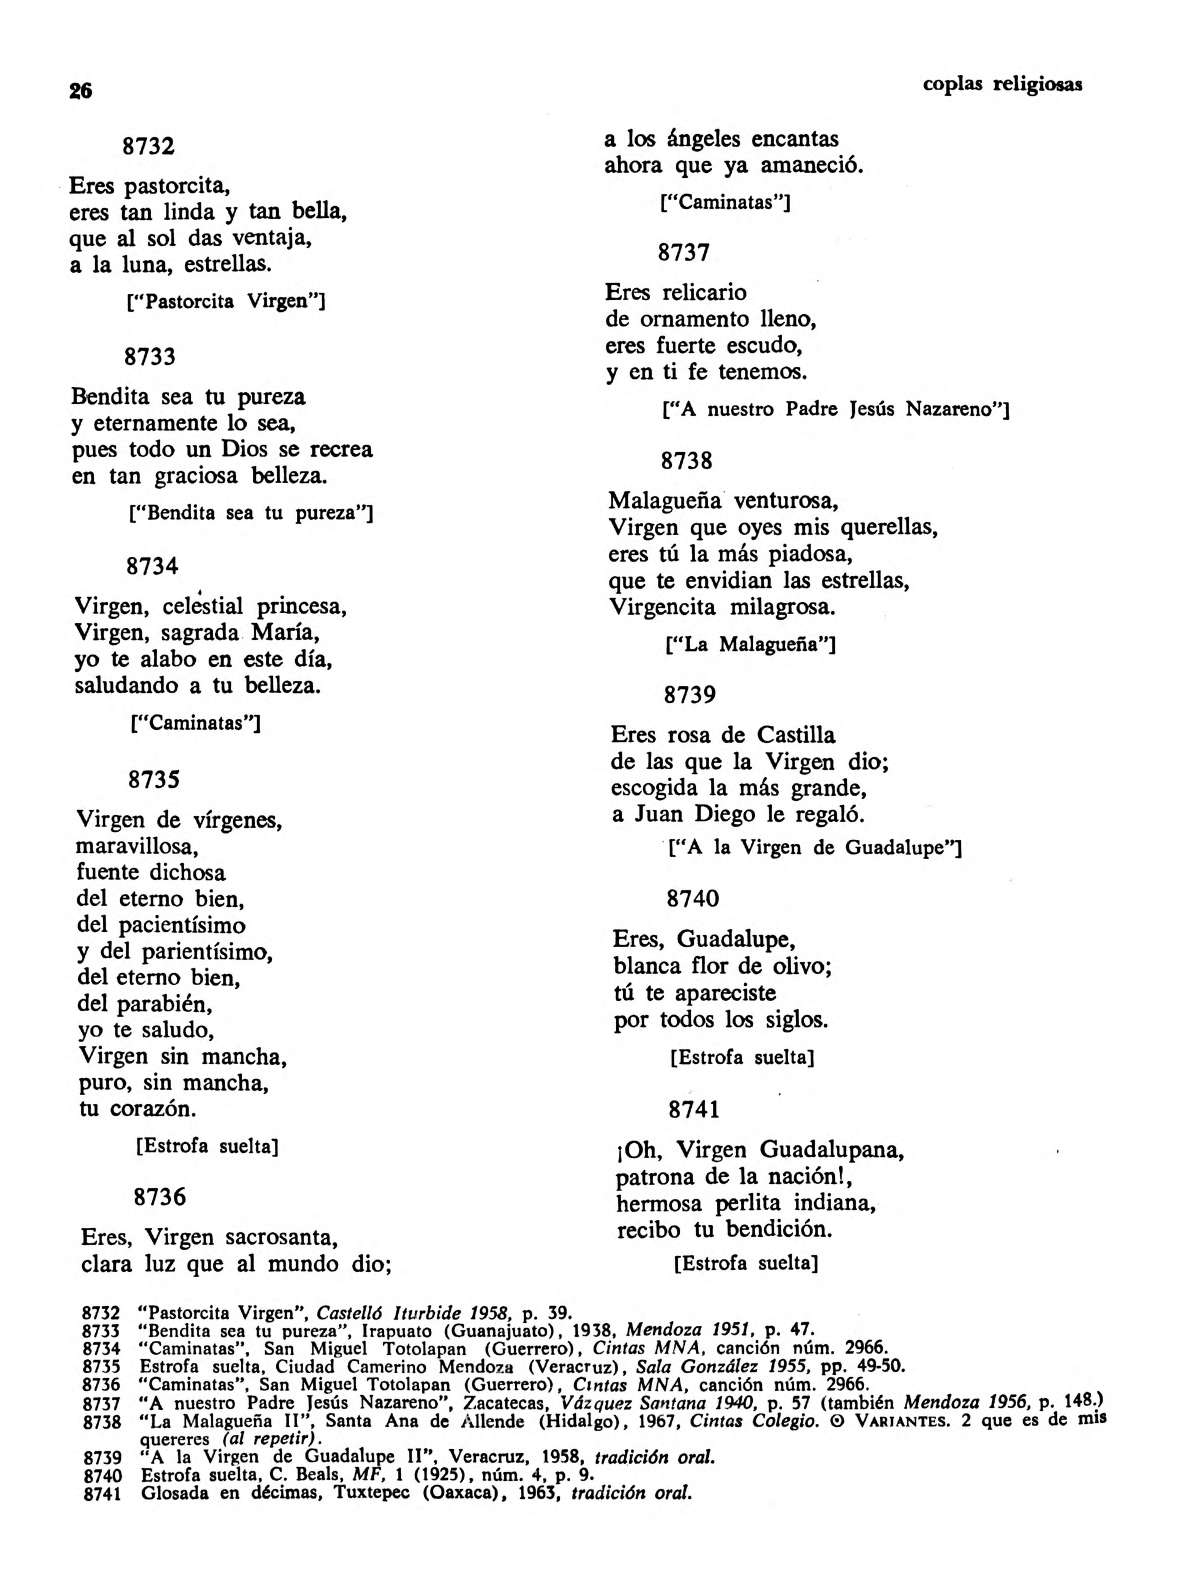 26
coplas religiosas
8732
Eres pastorcita,
eres tan linda y tan bella,
que al sol das ventaja,
a la luna, estrellas.
["Pastorcita Virgen"]
8733
Bendita sea tu pureza
y eternamente lo sea,
pues todo un Dios se recrea
en tan graciosa belleza.
["Bendita sea tu pureza"]
8734
Virgen, celestial princesa,
Virgen, sagrada María,
yo te alabo en este día,
saludando a tu belleza.
["Caminatas"]
8735
Virgen de vírgenes,
maravillosa,
fuente dichosa
del eterno bien,
del pacientísimo
y del parientísimo,
del eterno bien,
del parabién,
yo te saludo,
Virgen sin mancha,
puro, sin mancha,
tu corazón.
[Estrofa suelta]
8736
Eres, Virgen sacrosanta,
clara luz que al mundo dio;
a los ángeles encantas
ahora que ya amaneció.
["Caminatas"]
8737
Eres relicario
de ornamento lleno,
eres fuerte escudo,
y en ti fe tenemos.
["A nuestro Padre Jesús Nazareno"]
8738
Malagueña venturosa,
Virgen que oyes mis querellas,
eres tú la más piadosa,
que te envidian las estrellas,
Virgencita milagrosa.
["La Malagueña"]
8739
Eres rosa de Castilla
de las que la Virgen dio;
escogida la más grande,
a Juan Diego le regaló.
["A la Virgen de Guadalupe"]
8740
Eres, Guadalupe,
blanca flor de olivo;
tú te apareciste
por todos los siglos.
[Estrofa suelta]
8741
¡Oh, Virgen Guadalupana,
patrona de la nación!,
hermosa perlita indiana,
recibo tu bendición.
[Estrofa suelta]
8732 "Pastorcita Virgen", Castelló Iturbide 1958, p. 39.
8733 "Bendita sea tu pureza", Irapuato (Guanajuato), 1938, Mendoza 1951, p. 47.
8734 "Caminatas", San Miguel Totolapan (Guerrero), Cintas MNA, canción núm. 2966.
8735 Estrofa suelta, Ciudad Camerino Mendoza (Veracruz), Sala González 1955, pp. 49-50.
8736 "Caminatas", San Miguel Totolapan (Guerrero), Cintas MNA, canción núm. 2966.
8737 "A nuestro Padre Jesús Nazareno", Zacatecas, Vázquez Santana 1940, p. 57 (también Mendoza 1956, p. 148.)
8738 "La Malagueña II", Santa Ana de Allende (Hidalgo), 1967, Cintas Colegio. ⊙ VARIANTES. 2 que es de mis
quereres (al repetir).
8739 "A la Virgen de Guadalupe II", Veracruz, 1958, tradición oral.
8740 Estrofa suelta, C. Beals, MF, 1 (1925), núm. 4, p. 9.
8741 Glosada en décimas, Tuxtepec (Oaxaca), 1963, tradición oral.